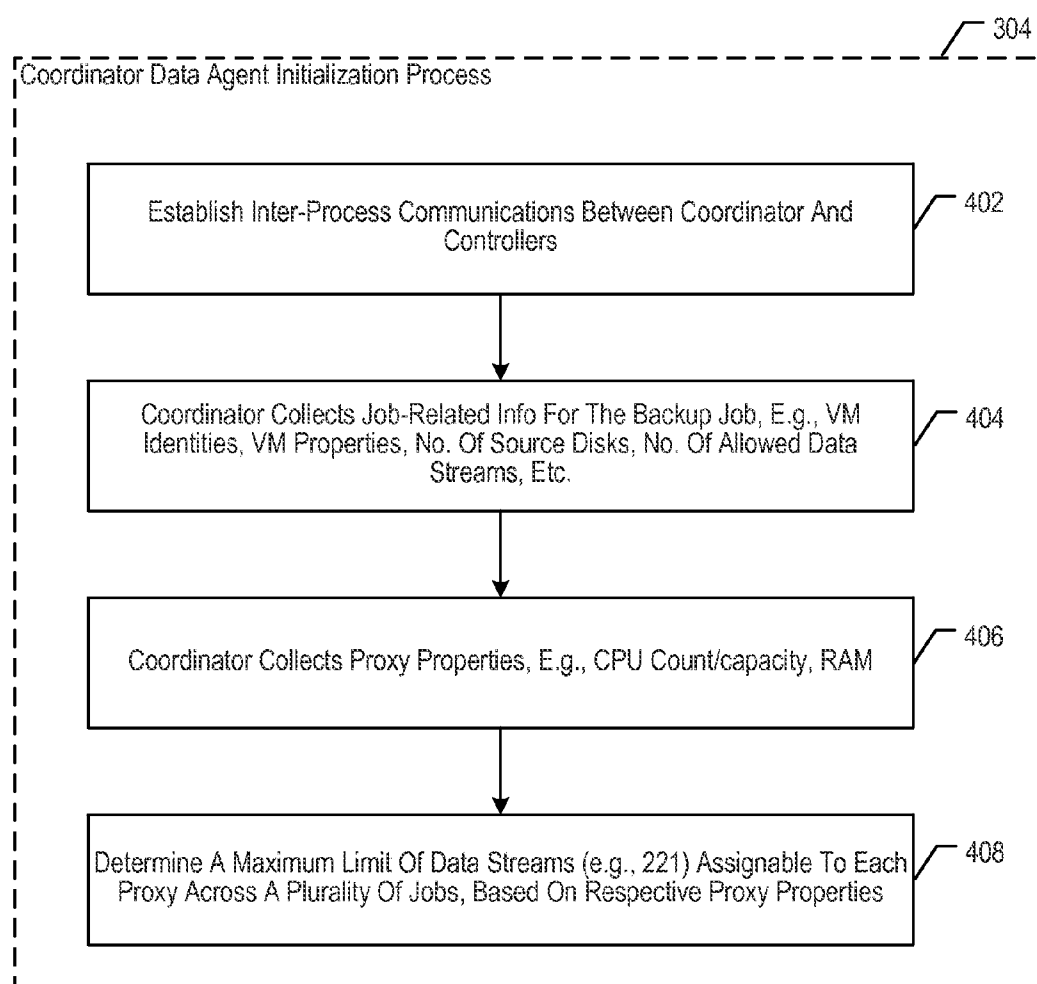 304
Coordinator Data Agent Initialization Process
Establish Inter-Process Communications Between Coordinator And
Controllers
402
Coordinator Collects Job-Related Info For The Backup Job, E.g., VM
Identities, VM Properties, No. Of Source Disks, No. Of Allowed Data
Streams, Etc.
404
Coordinator Collects Proxy Properties, E.g., CPU Count/capacity, RAM
406
Determine A Maximum Limit Of Data Streams (e.g., 221) Assignable To Each
Proxy Across A Plurality Of Jobs, Based On Respective Proxy Properties
408